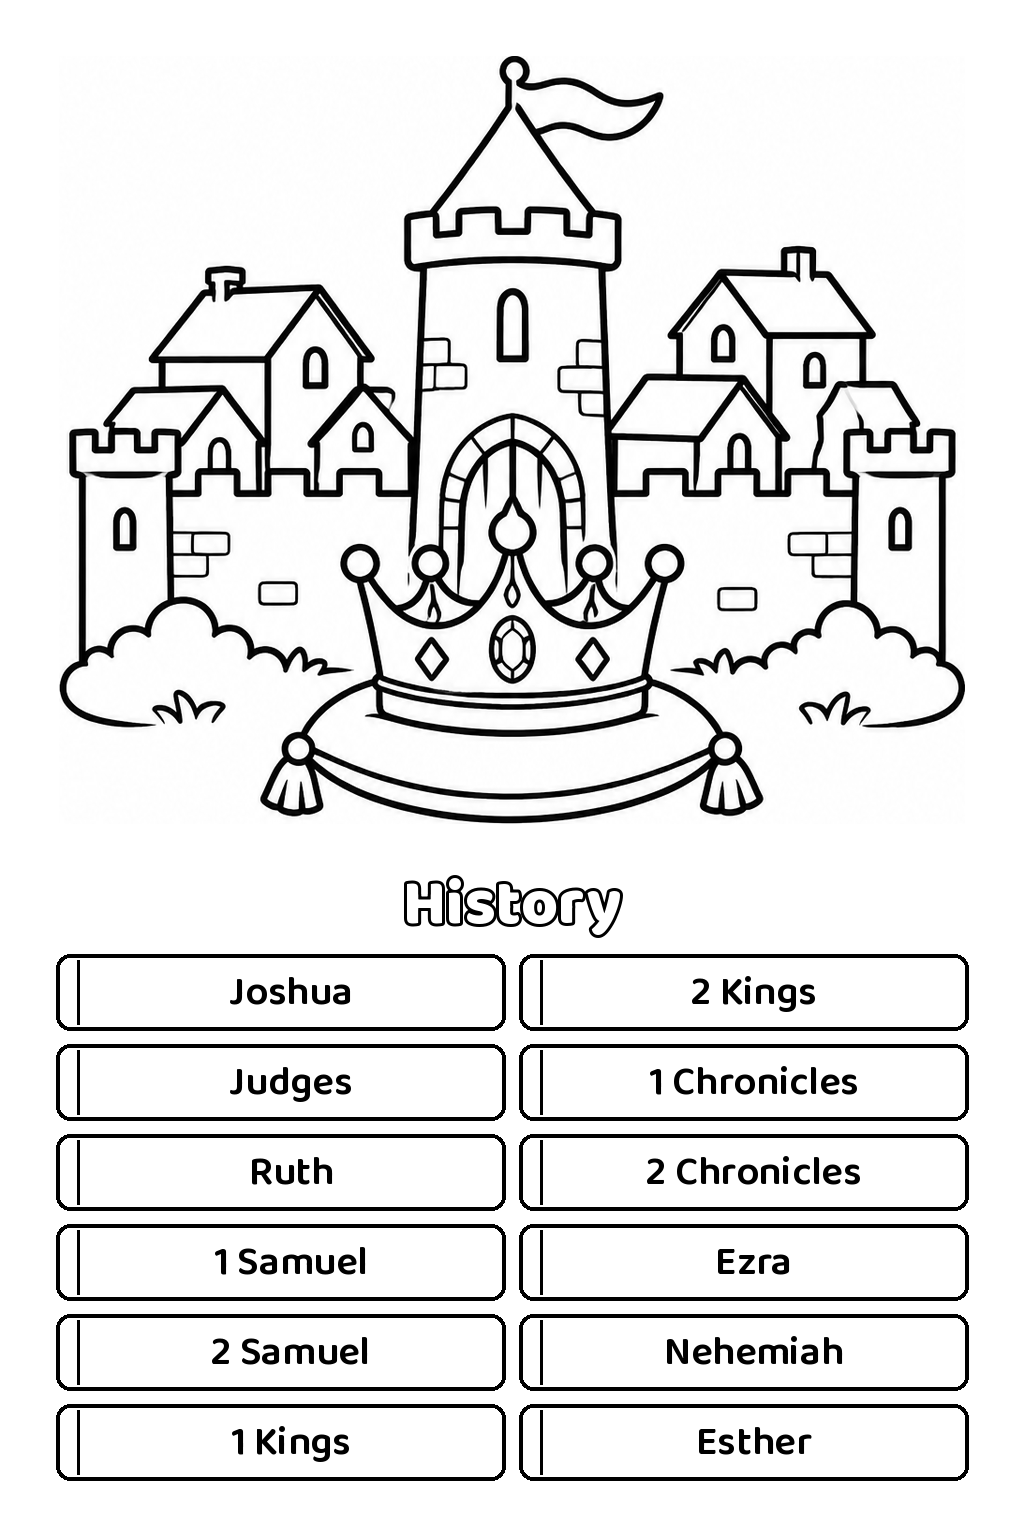 History
Joshua
Judges
Ruth
1 Samuel
2 Samuel
1 Kings
2 Kings
1 Chronicles
2 Chronicles
Ezra
Nehemiah
Esther